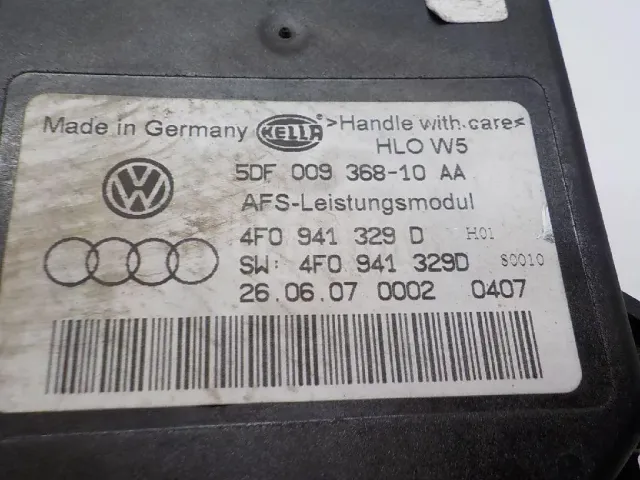 Made in Germany HELLA ® >Handle with care<
HLO W5
5DF 009 368-10 AA
AFS-Leistungsmodul
4F0 941 329 D H01
SW: 4F0 941 329D 80010
26.06.07 0002 0407